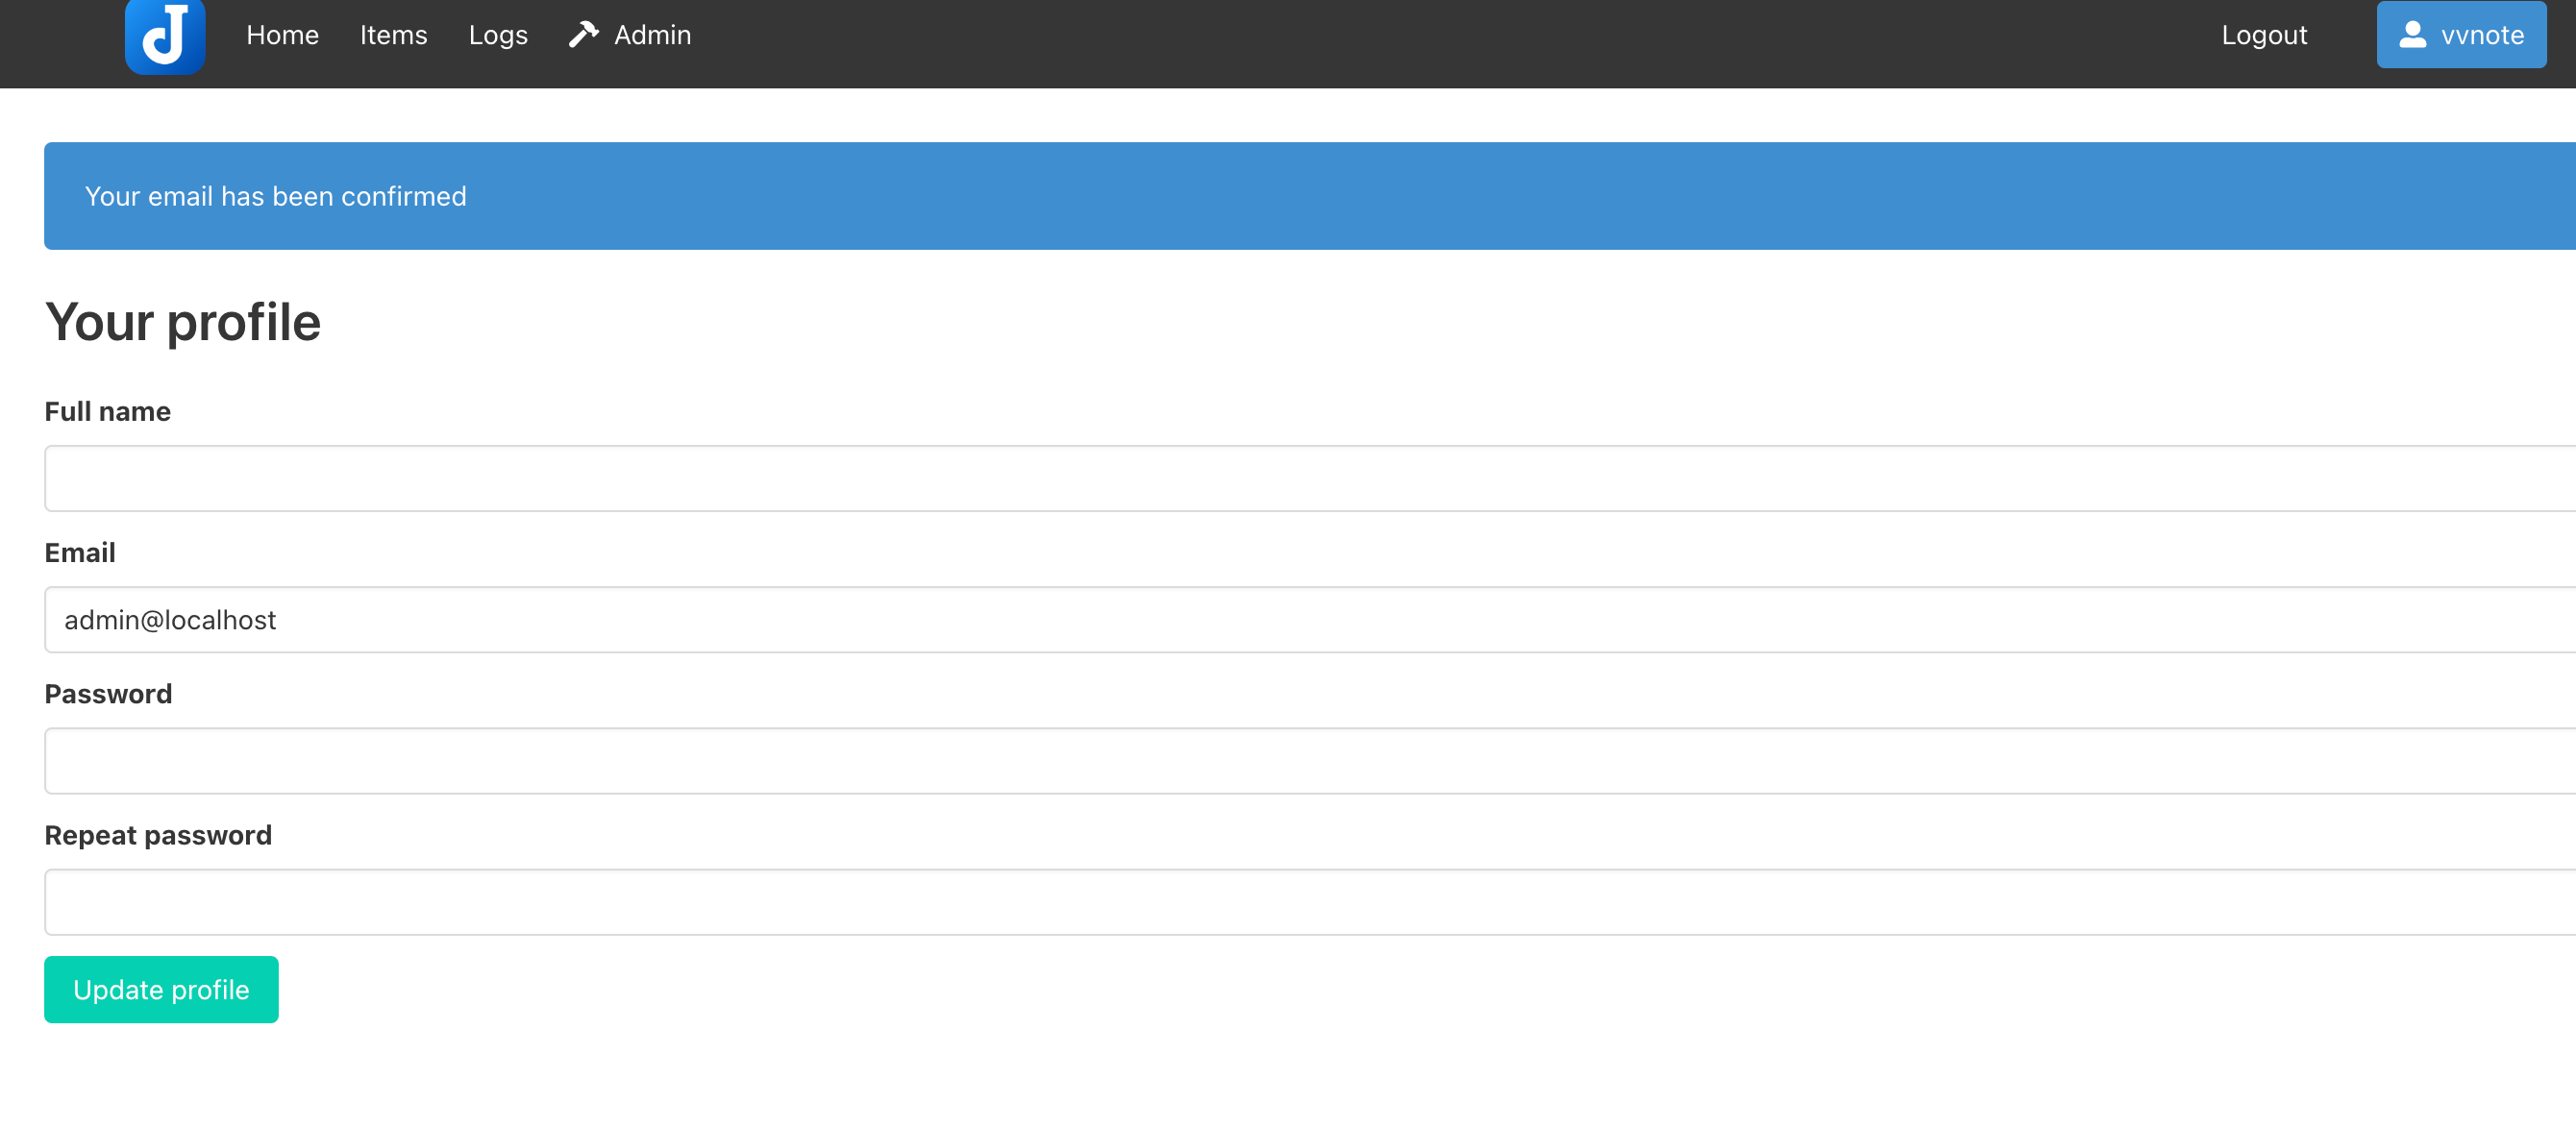 Home Items Logs Admin Logout vvnote
Your email has been confirmed
Your profile
Full name
Email
admin@localhost
Password
Repeat password
Update profile